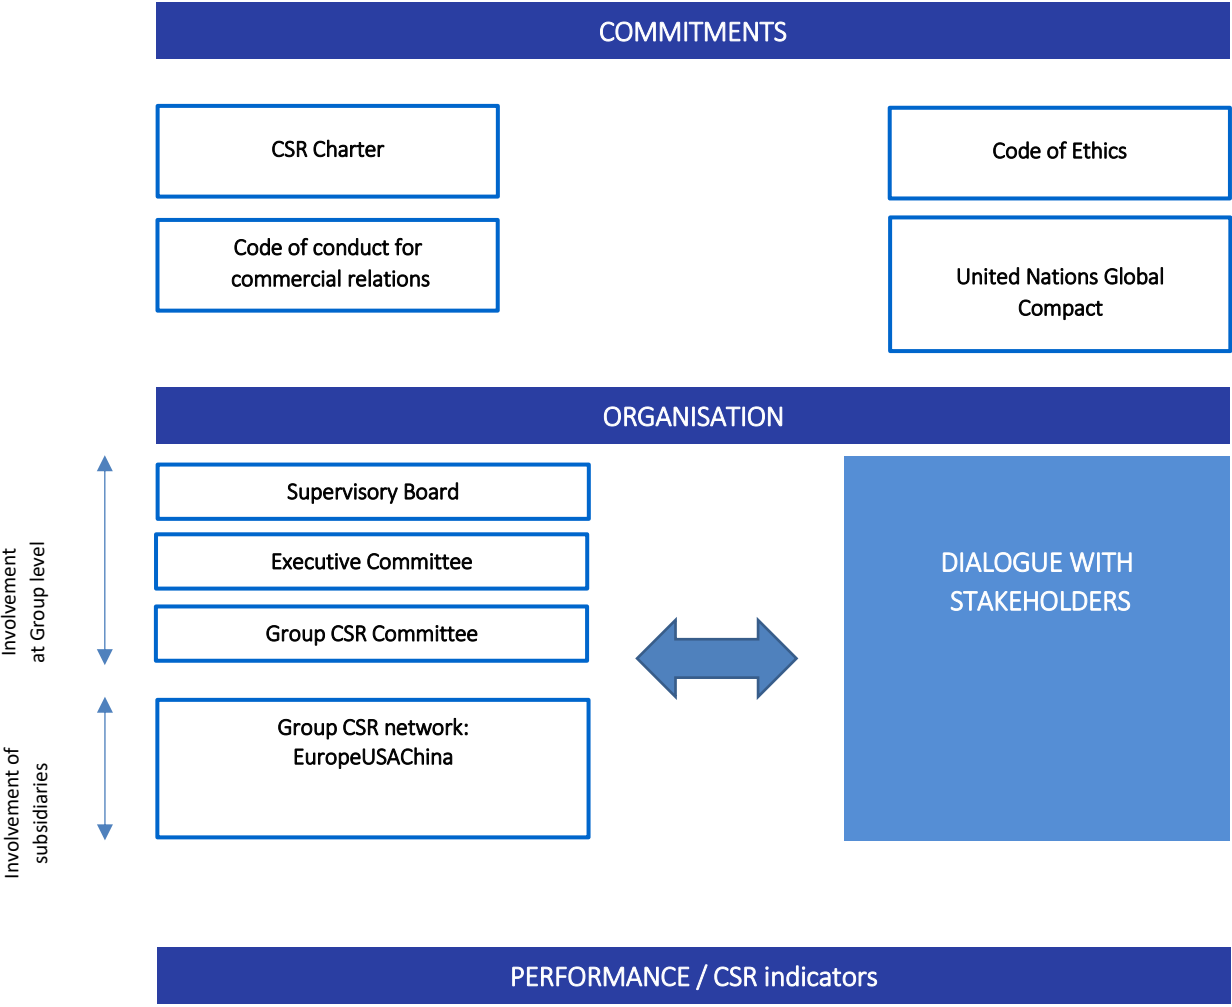 COMMITMENTS
CSR Charter
Code of Ethics
Code of conduct for
commercial relations
United Nations Global
Compact
ORGANISATION
Involvement
at Group level
Supervisory Board
Executive Committee
Group CSR Committee
DIALOGUE WITH
STAKEHOLDERS
Involvement of
subsidiaries
Group CSR network:
EuropeUSAChina
PERFORMANCE / CSR indicators